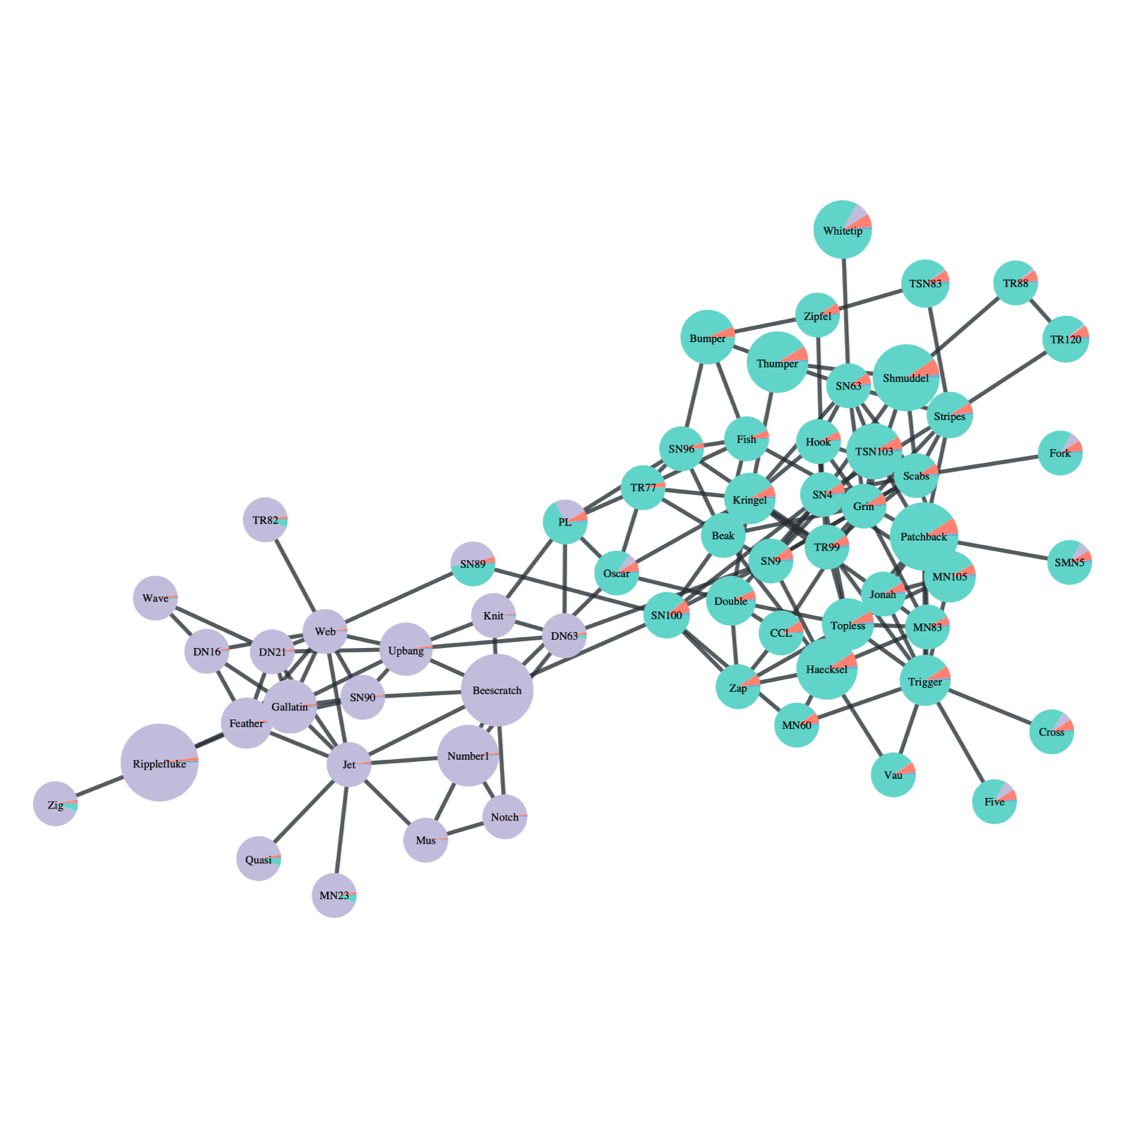 Whitetip
TSN83
TR88
Zipfel
Bumper
TR120
Thumper
Shmuddel
SN63
Stripes
Fish
Hook
SN96
TSN103
Fork
Scabs
TR77
SN4
Kringel
Grin
TR82
PL
Beak
Patchback
TR99
SN9
SMN5
SN89
Oscar
MN105
Jonah
Wave
Double
Knit
SN100
Topless
MN83
Web
CCL
DN63
DN16
DN21
Upbang
Haecksel
Trigger
Zap
Beescratch
SN90
Gallatin
Feather
MN60
Cross
Number1
Ripplefluke
Jet
Vau
Five
Zig
Notch
Mus
Quasi
MN23